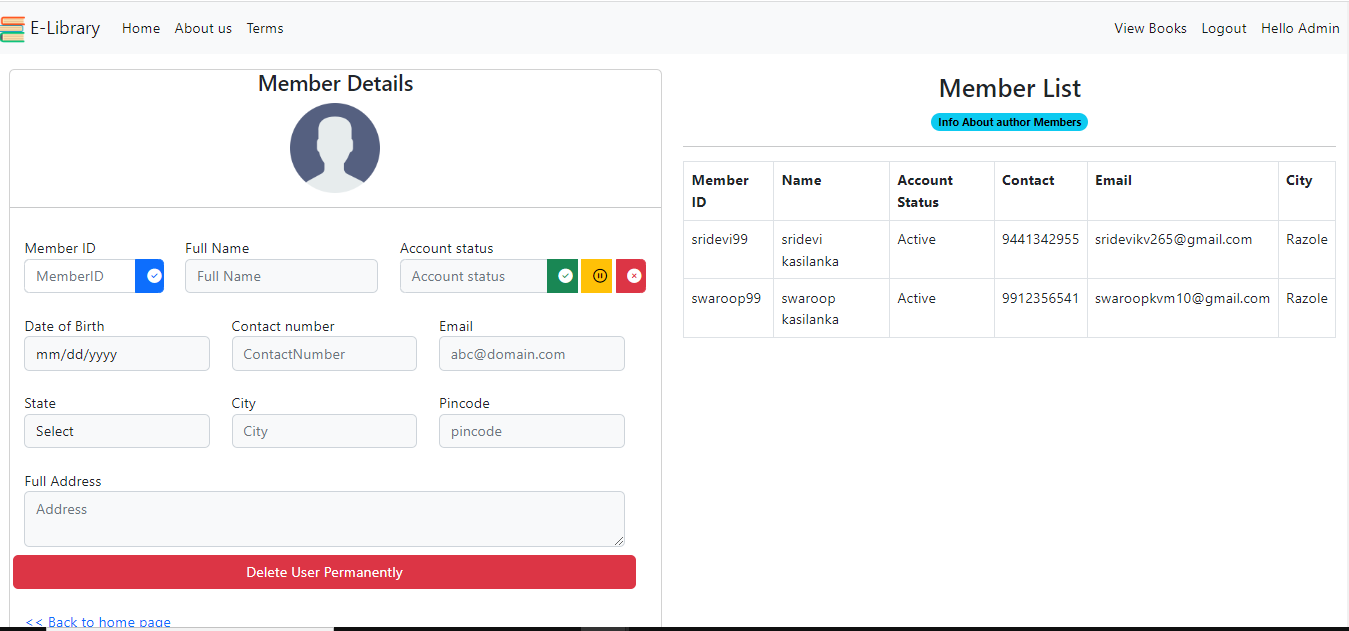 E-Library Home About us Terms View Books Logout Hello Admin
Member Details
Member ID Full Name Account status
MemberID Full Name Account status
Date of Birth Contact number Email
mm/dd/yyyy ContactNumber abc@domain.com
State City Pincode
Select City pincode
Full Address
Address
Delete User Permanently
<< Back to home page
Member List
Info About author Members
Member ID Name Account Status Contact Email City
sridevi99 sridevi kasilanka Active 9441342955 sridevikv265@gmail.com Razole
swaroop99 swaroop kasilanka Active 9912356541 swaroopkvm10@gmail.com Razole